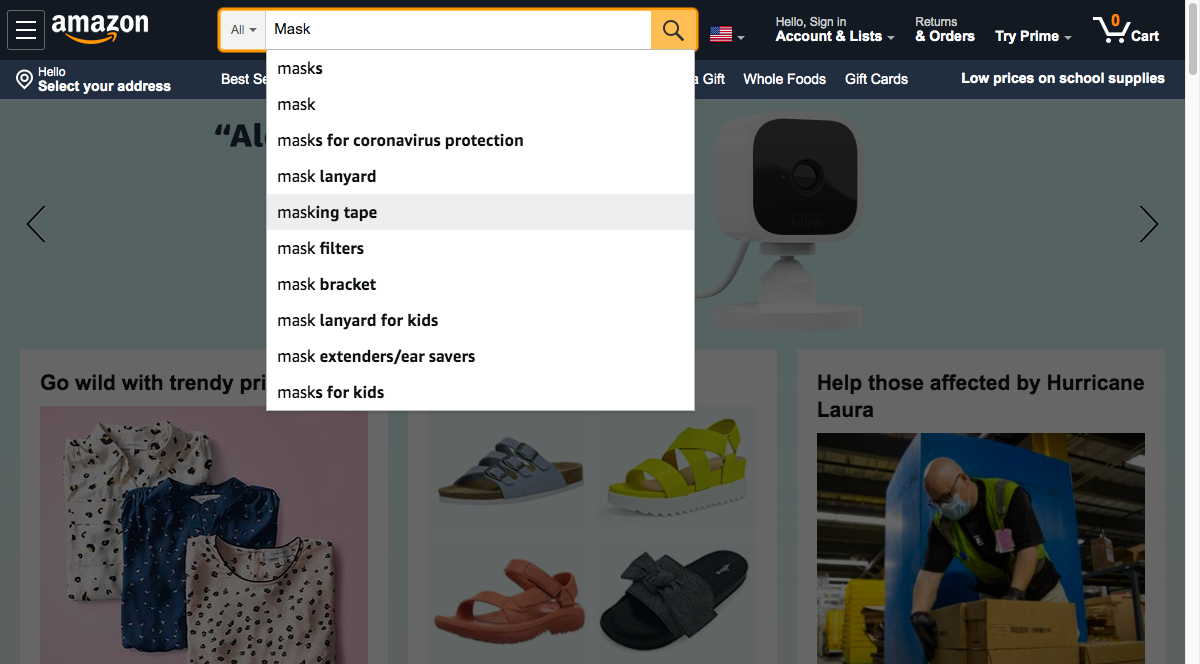 amazon
All
Mask
Hello, Sign in
Account & Lists
Returns
& Orders
Try Prime
0
Cart
Hello
Select your address
Best
Gift
Whole Foods
Gift Cards
Low prices on school supplies
masks
mask
masks for coronavirus protection
mask lanyard
masking tape
mask filters
mask bracket
mask lanyard for kids
mask extenders/ear savers
masks for kids
blink
Go wild with trendy
Help those affected by Hurricane
Laura